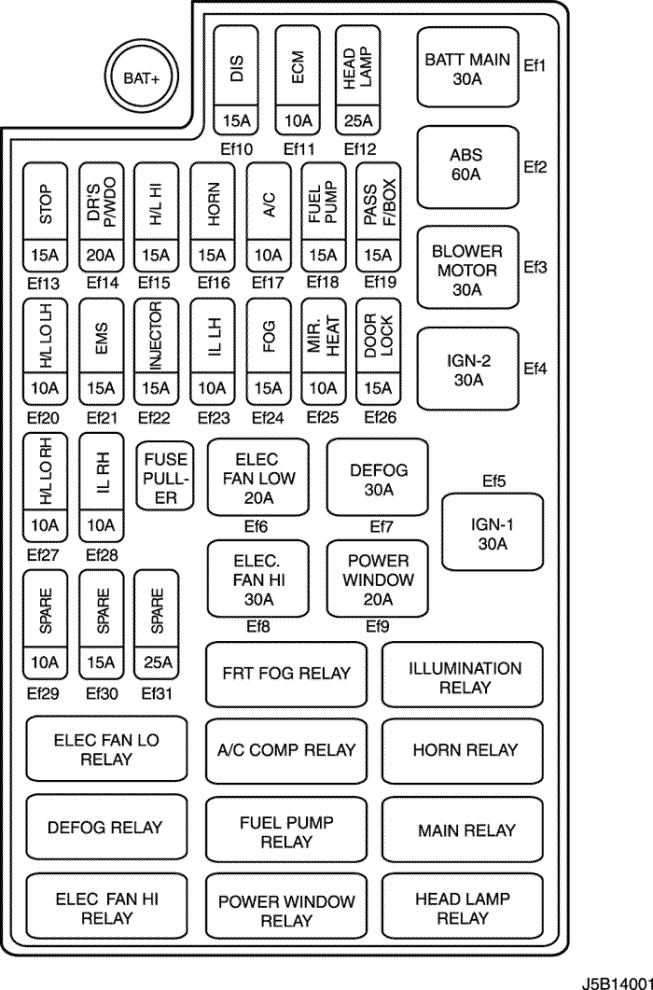 BAT+
DIS
15A
Ef10
ECM
10A
Ef11
HEAD
LAMP
25A
Ef12
BATT MAIN
30A
Ef1
ABS
60A
Ef2
STOP
15A
Ef13
DR'S
P/WDO
20A
Ef14
H/L HI
15A
Ef15
HORN
15A
Ef16
A/C
10A
Ef17
FUEL
PUMP
15A
Ef18
PASS
F/BOX
15A
Ef19
BLOWER
MOTOR
30A
Ef3
H/L LO LH
10A
Ef20
EMS
15A
Ef21
INJECTOR
15A
Ef22
IL LH
10A
Ef23
FOG
15A
Ef24
MIR.
HEAT
10A
Ef25
DOOR
LOCK
15A
Ef26
IGN-2
30A
Ef4
H/L LO RH
10A
Ef27
IL RH
10A
Ef28
FUSE
PULL-
ER
ELEC
FAN LOW
20A
Ef6
DEFOG
30A
Ef7
Ef5
IGN-1
30A
ELEC.
FAN HI
30A
Ef8
POWER
WINDOW
20A
Ef9
SPARE
10A
Ef29
SPARE
15A
Ef30
SPARE
25A
Ef31
FRT FOG RELAY
ILLUMINATION
RELAY
ELEC FAN LO
RELAY
A/C COMP RELAY
HORN RELAY
DEFOG RELAY
FUEL PUMP
RELAY
MAIN RELAY
ELEC FAN HI
RELAY
POWER WINDOW
RELAY
HEAD LAMP
RELAY
J5B14001